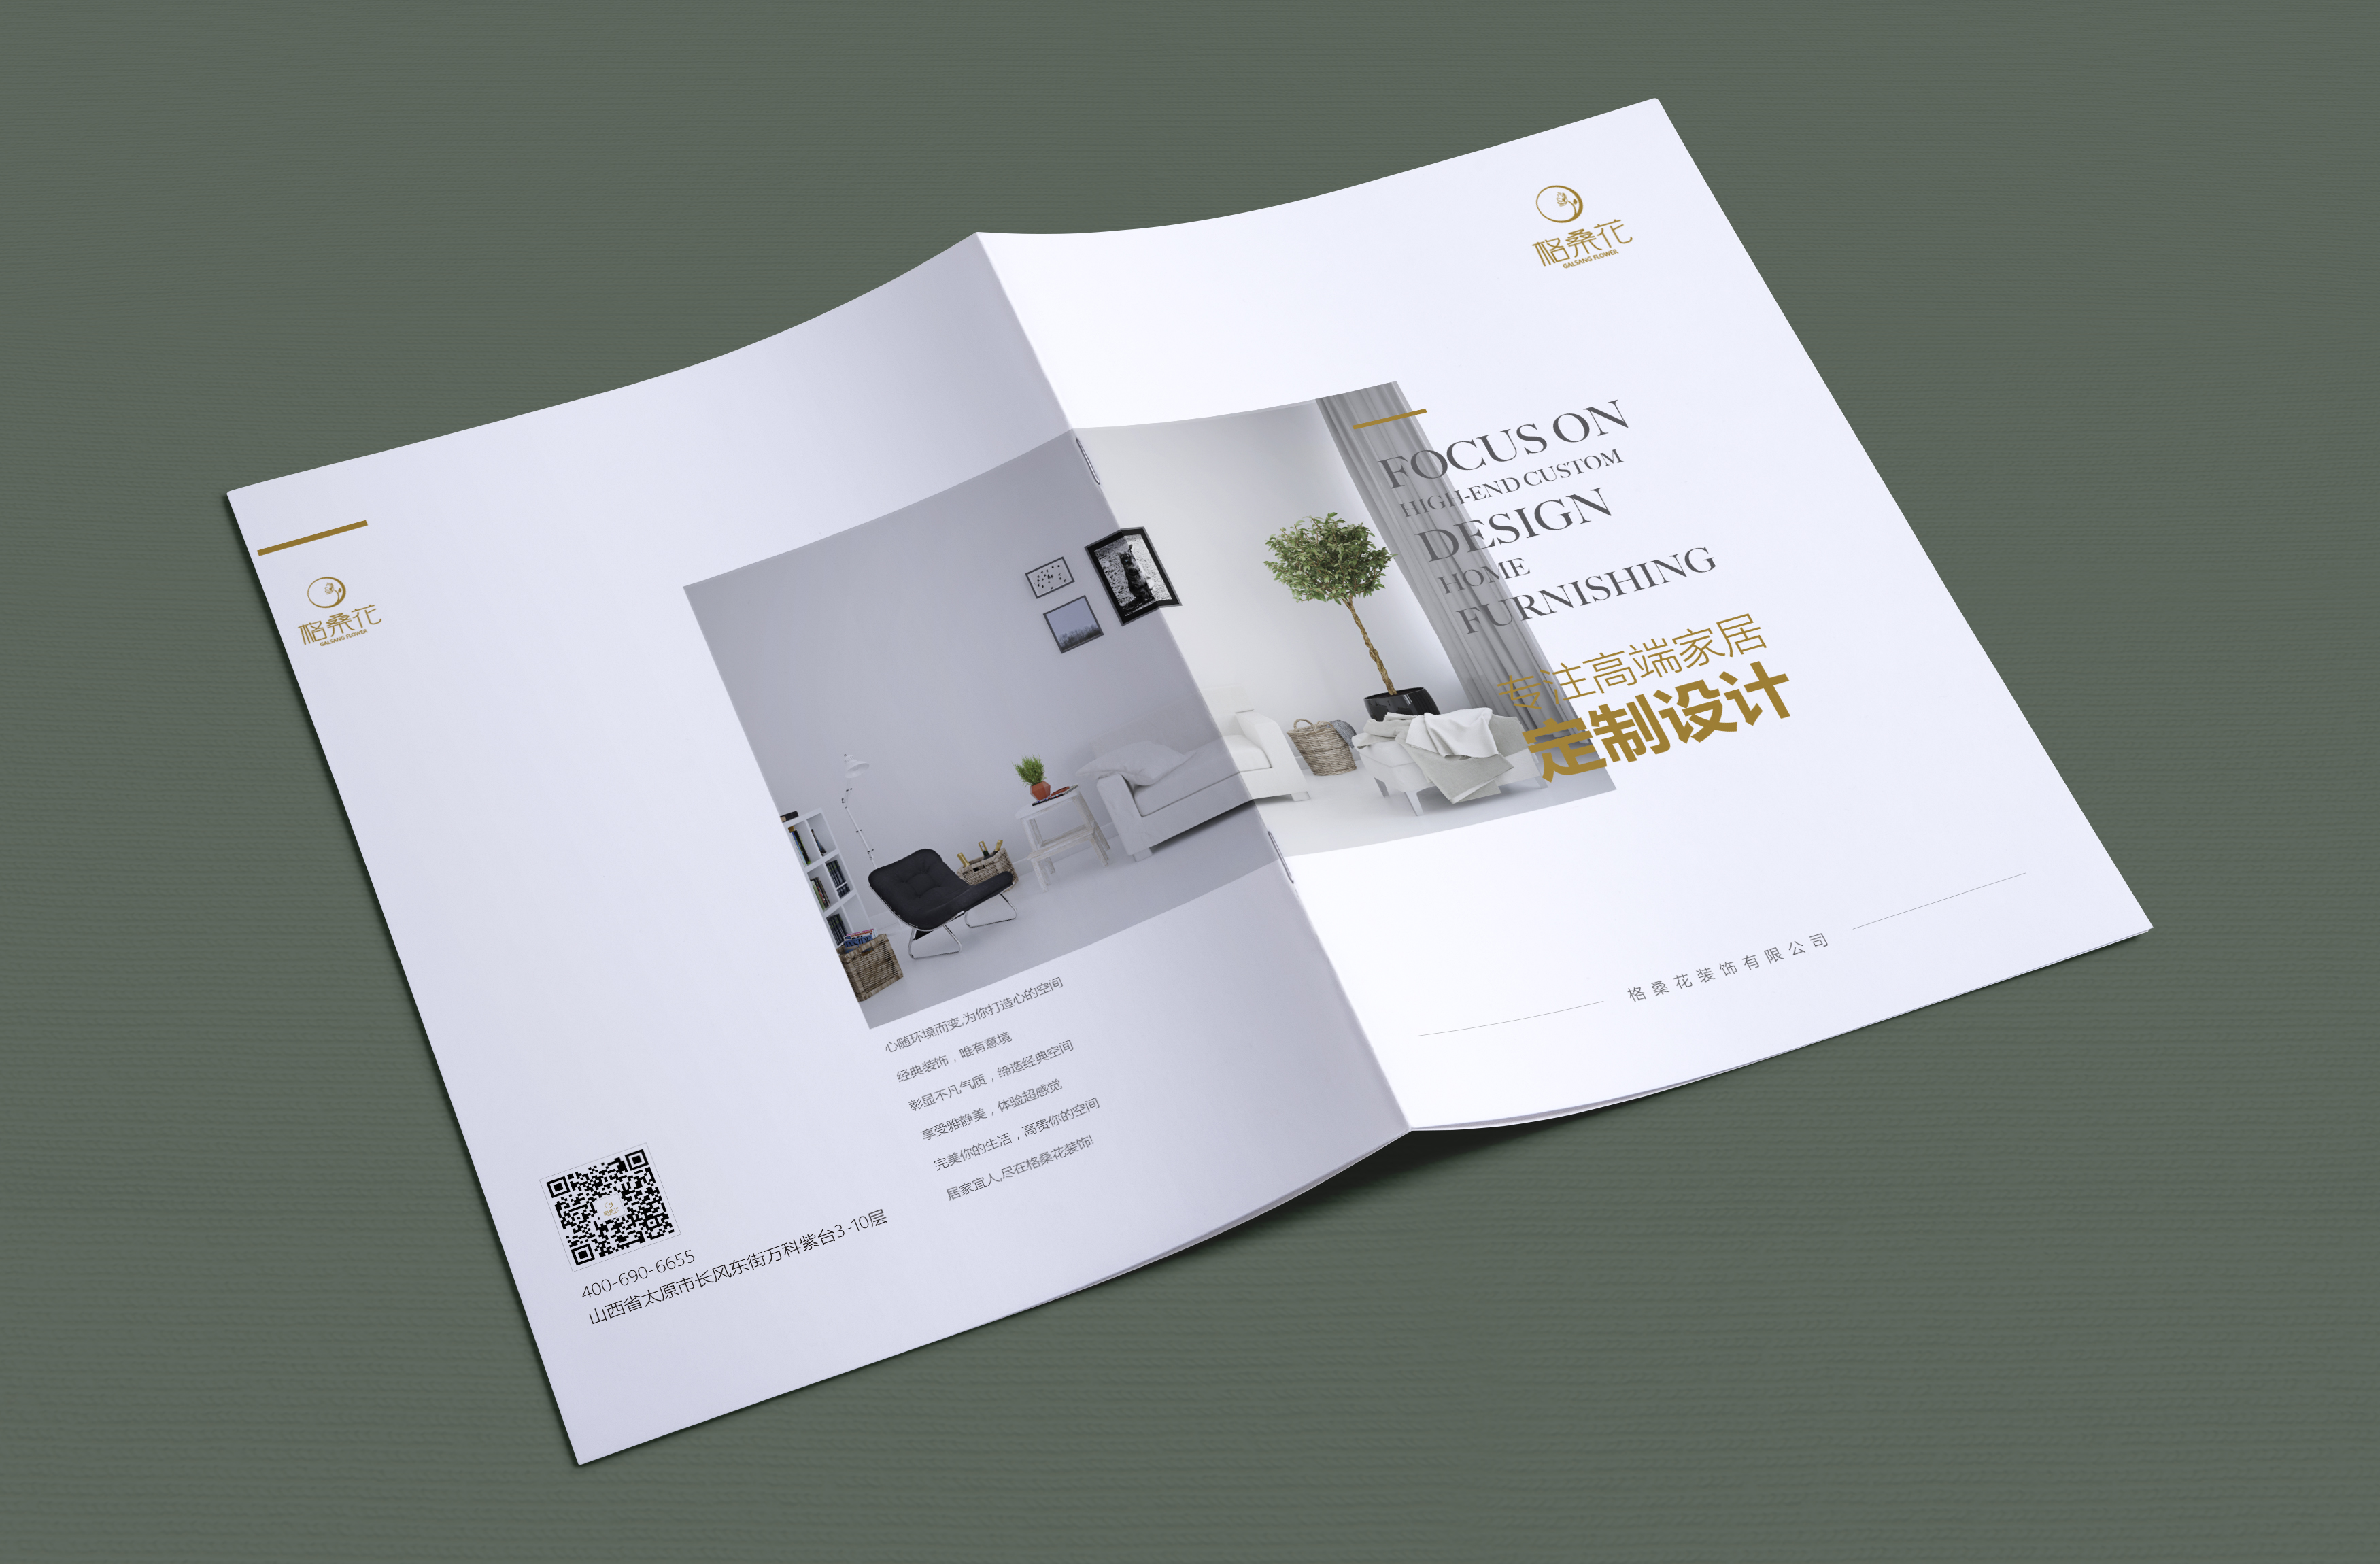 格桑花
GALSANG FLOWER
心随环境而变,为你打造心的空间
经典装饰，唯有意境
彰显不凡气质，缔造经典空间
享受雅静美，体验超感觉
完美你的生活，高贵你的空间
居家宜人,尽在格桑花装饰!
400-690-6655
山西省太原市长风东街万科紫台3-10层
格桑花
GALSANG FLOWER
FOCUS ON
HIGH-END CUSTOM
DESIGN
HOME
FURNISHING
专注高端家居
定制设计
格桑花装饰有限公司